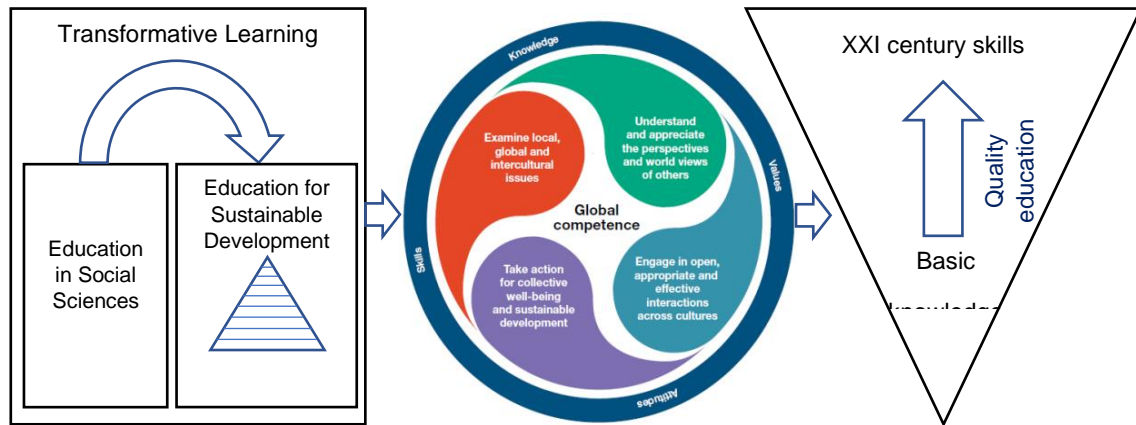 Transformative Learning
Education
in Social
Sciences
Education for
Sustainable
Development
Knowledge
Values
Attitudes
Skills
Examine local,
global and
intercultural
issues
Understand
and appreciate
the perspectives
and world views
of others
Global
competence
Take action
for collective
well-being
and sustainable
development
Engage in open,
appropriate and
effective
interactions
across cultures
XXI century skills
Quality
education
Basic